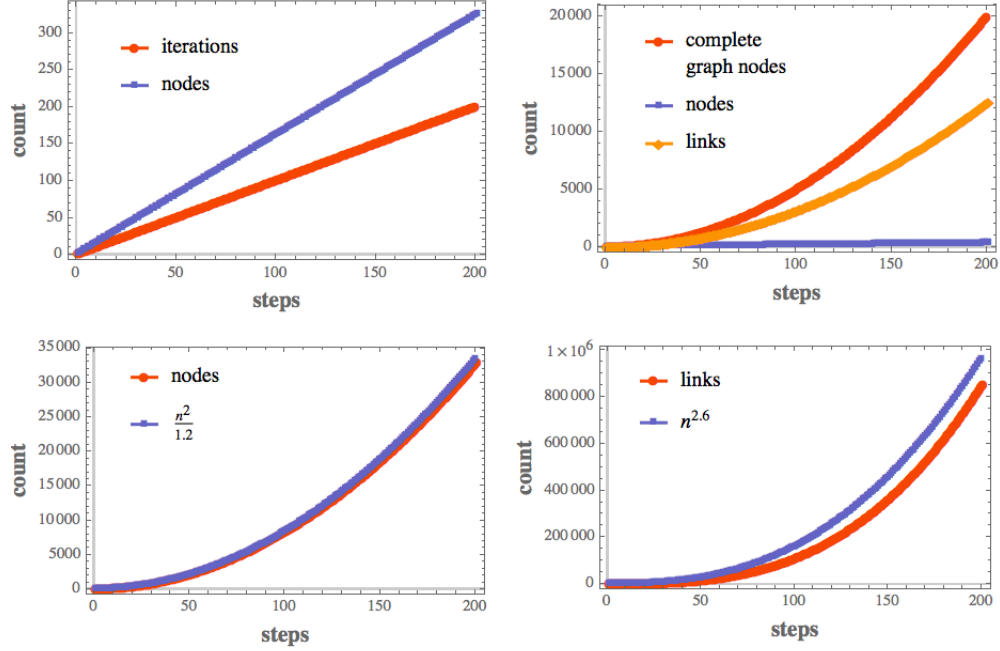 300
250
200
150
100
50
0
count
iterations
nodes
0 50 100 150 200
steps
20000
15000
10000
5000
0
count
complete
graph nodes
nodes
links
0 50 100 150 200
steps
35000
30000
25000
20000
15000
10000
5000
0
count
nodes
n²/1.2
0 50 100 150 200
steps
1×10⁶
800000
600000
400000
200000
0
count
links
n^2.6
0 50 100 150 200
steps